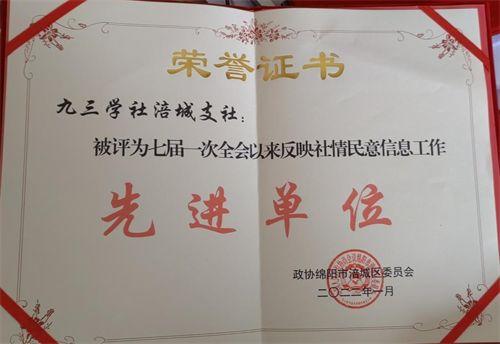 荣誉证书
九三学社涪城支社：
被评为七届一次全会以来反映社情民意信息工作
先进单位
政协绵阳市涪城区委员会
二〇二二年一月